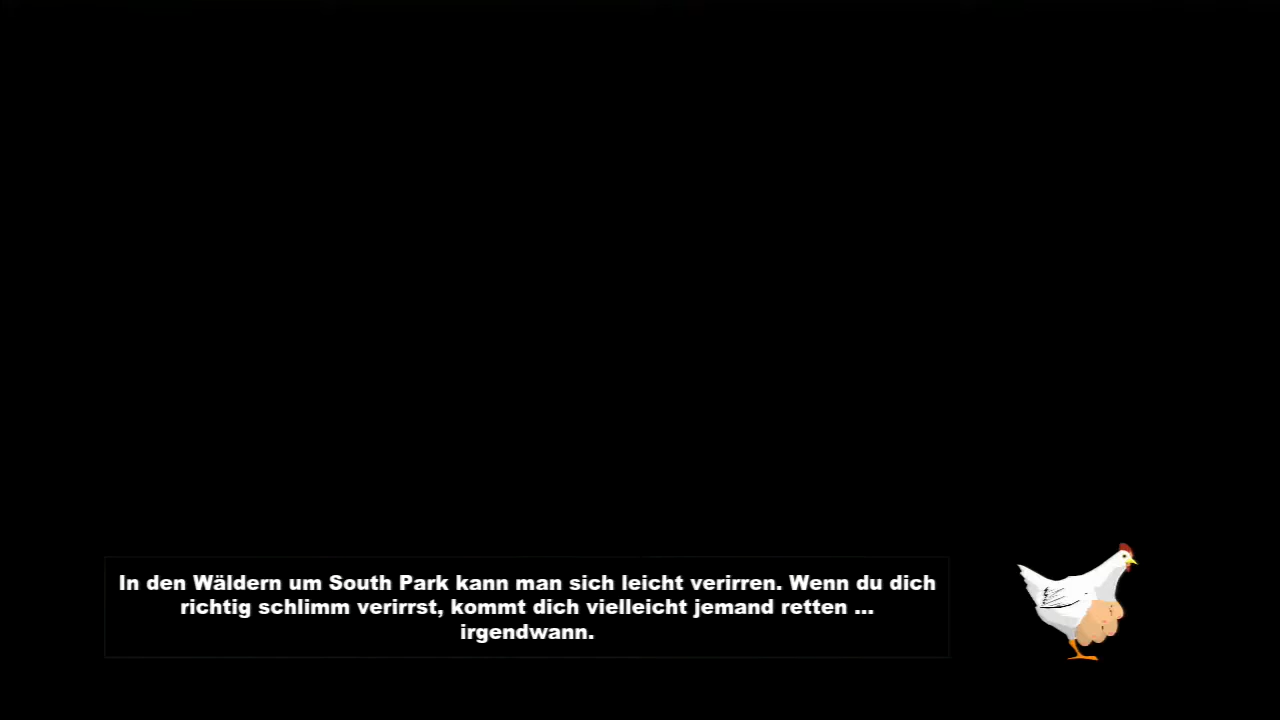 In den Wäldern um South Park kann man sich leicht verirren. Wenn du dich
richtig schlimm verirrst, kommt dich vielleicht jemand retten ...
irgendwann.